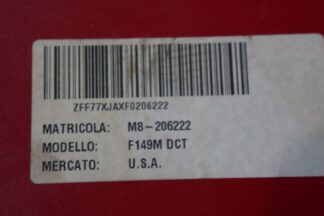 ZFF77XJAXF0206222
MATRICOLA: M8-206222
MODELLO: F149M DCT
MERCATO: U.S.A.